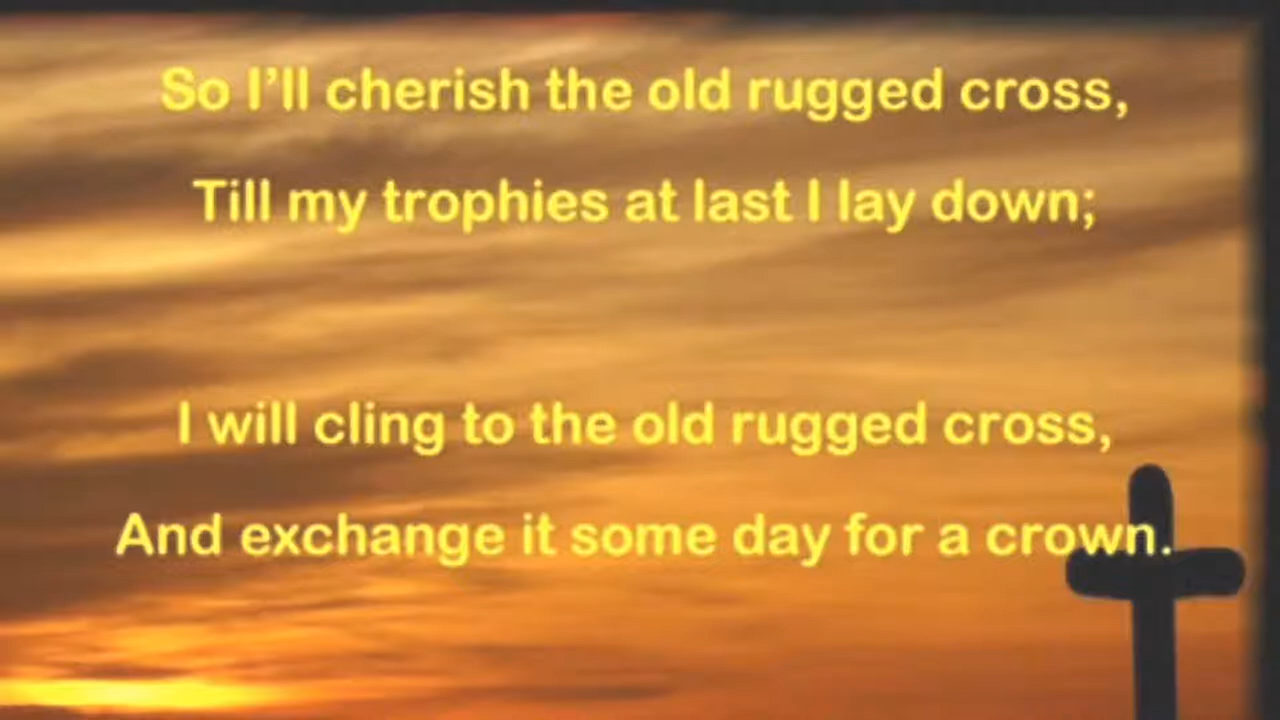 So I’ll cherish the old rugged cross,
Till my trophies at last I lay down;
I will cling to the old rugged cross,
And exchange it some day for a crown.